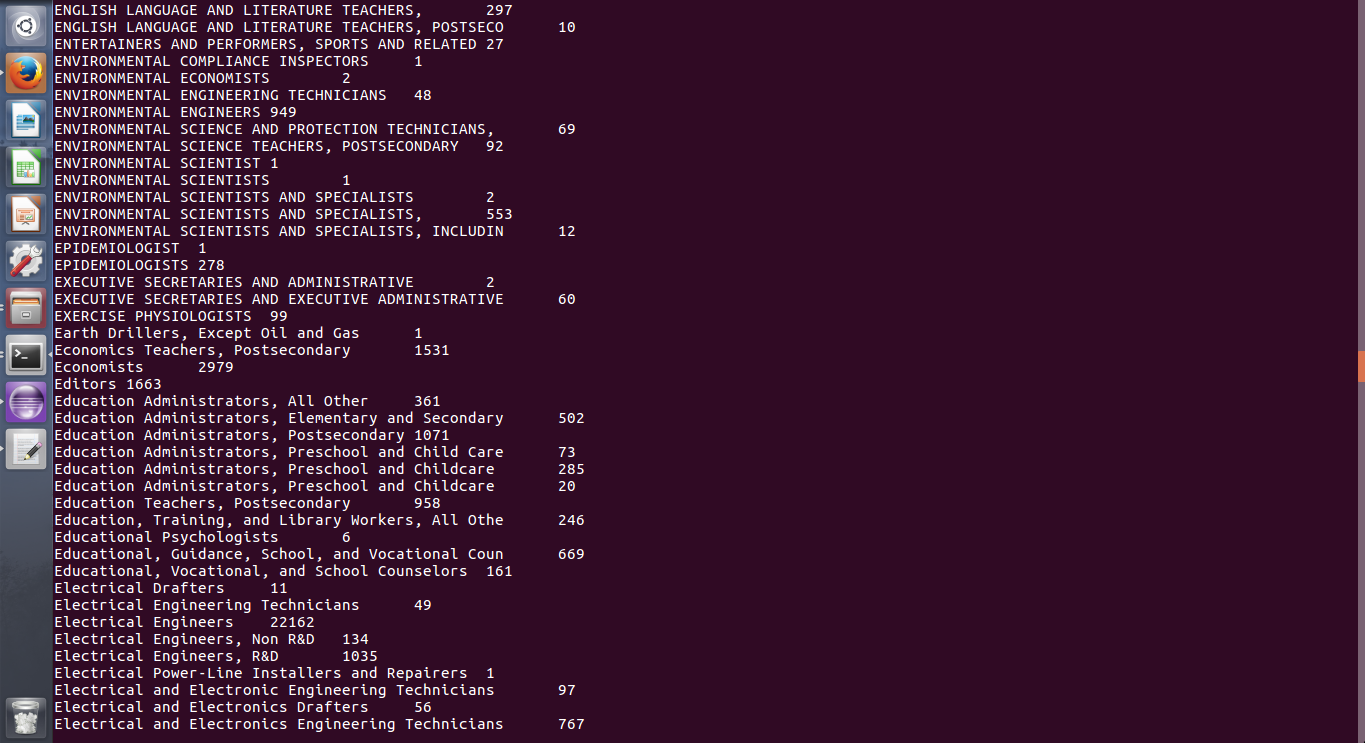 ENGLISH LANGUAGE AND LITERATURE TEACHERS,	297
ENGLISH LANGUAGE AND LITERATURE TEACHERS, POSTSECO	10
ENTERTAINERS AND PERFORMERS, SPORTS AND RELATED	27
ENVIRONMENTAL COMPLIANCE INSPECTORS	1
ENVIRONMENTAL ECONOMISTS	2
ENVIRONMENTAL ENGINEERING TECHNICIANS	48
ENVIRONMENTAL ENGINEERS	949
ENVIRONMENTAL SCIENCE AND PROTECTION TECHNICIANS,	69
ENVIRONMENTAL SCIENCE TEACHERS, POSTSECONDARY	92
ENVIRONMENTAL SCIENTIST	1
ENVIRONMENTAL SCIENTISTS	1
ENVIRONMENTAL SCIENTISTS AND SPECIALISTS	2
ENVIRONMENTAL SCIENTISTS AND SPECIALISTS,	553
ENVIRONMENTAL SCIENTISTS AND SPECIALISTS, INCLUDIN	12
EPIDEMIOLOGIST	1
EPIDEMIOLOGISTS	278
EXECUTIVE SECRETARIES AND ADMINISTRATIVE	2
EXECUTIVE SECRETARIES AND EXECUTIVE ADMINISTRATIVE	60
EXERCISE PHYSIOLOGISTS	99
Earth Drillers, Except Oil and Gas	1
Economics Teachers, Postsecondary	1531
Economists	2979
Editors	1663
Education Administrators, All Other	361
Education Administrators, Elementary and Secondary	502
Education Administrators, Postsecondary	1071
Education Administrators, Preschool and Child Care	73
Education Administrators, Preschool and Childcare	285
Education Administrators, Preschool and Childcare	20
Education Teachers, Postsecondary	958
Education, Training, and Library Workers, All Othe	246
Educational Psychologists	6
Educational, Guidance, School, and Vocational Coun	669
Educational, Vocational, and School Counselors	161
Electrical Drafters	11
Electrical Engineering Technicians	49
Electrical Engineers	22162
Electrical Engineers, Non R&D	134
Electrical Engineers, R&D	1035
Electrical Power-Line Installers and Repairers	1
Electrical and Electronic Engineering Technicians	97
Electrical and Electronics Drafters	56
Electrical and Electronics Engineering Technicians	767